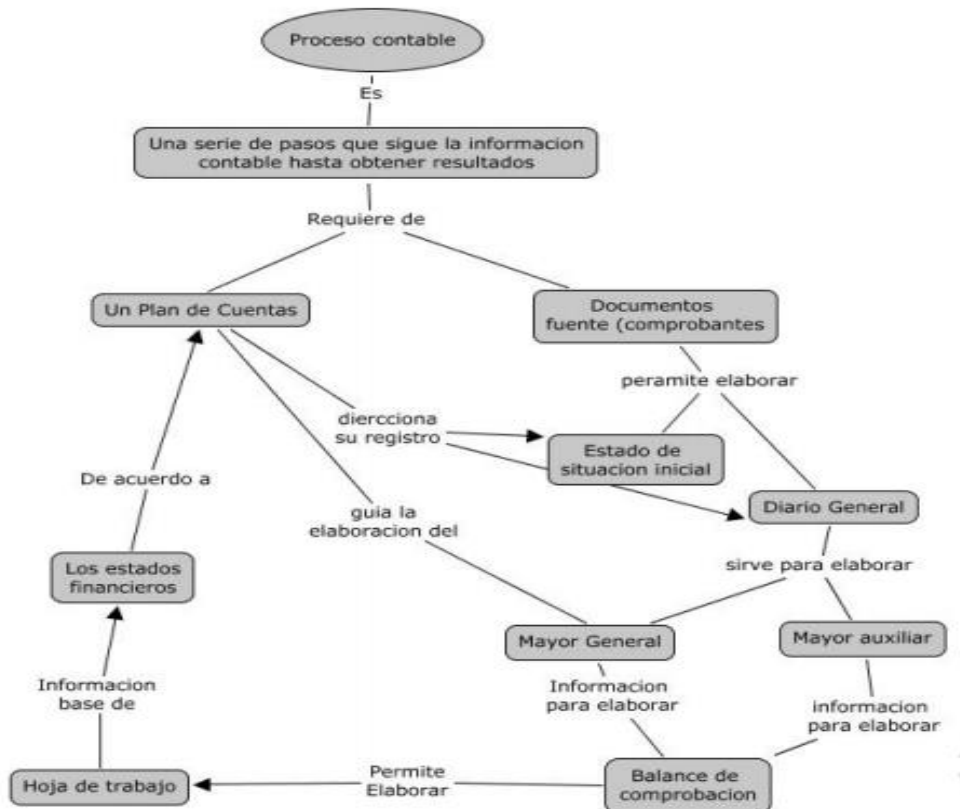 Proceso contable
Es
Una serie de pasos que sigue la informacion
contable hasta obtener resultados
Requiere de
Un Plan de Cuentas
Documentos
fuente (comprobantes
peramite elaborar
diercciona
su registro
Estado de
situacion inicial
De acuerdo a
Diario General
guia la
elaboracion del
Los estados
financieros
sirve para elaborar
Mayor General
Mayor auxiliar
Informacion
base de
Informacion
para elaborar
informacion
para elaborar
Hoja de trabajo
Permite
Elaborar
Balance de
comprobacion